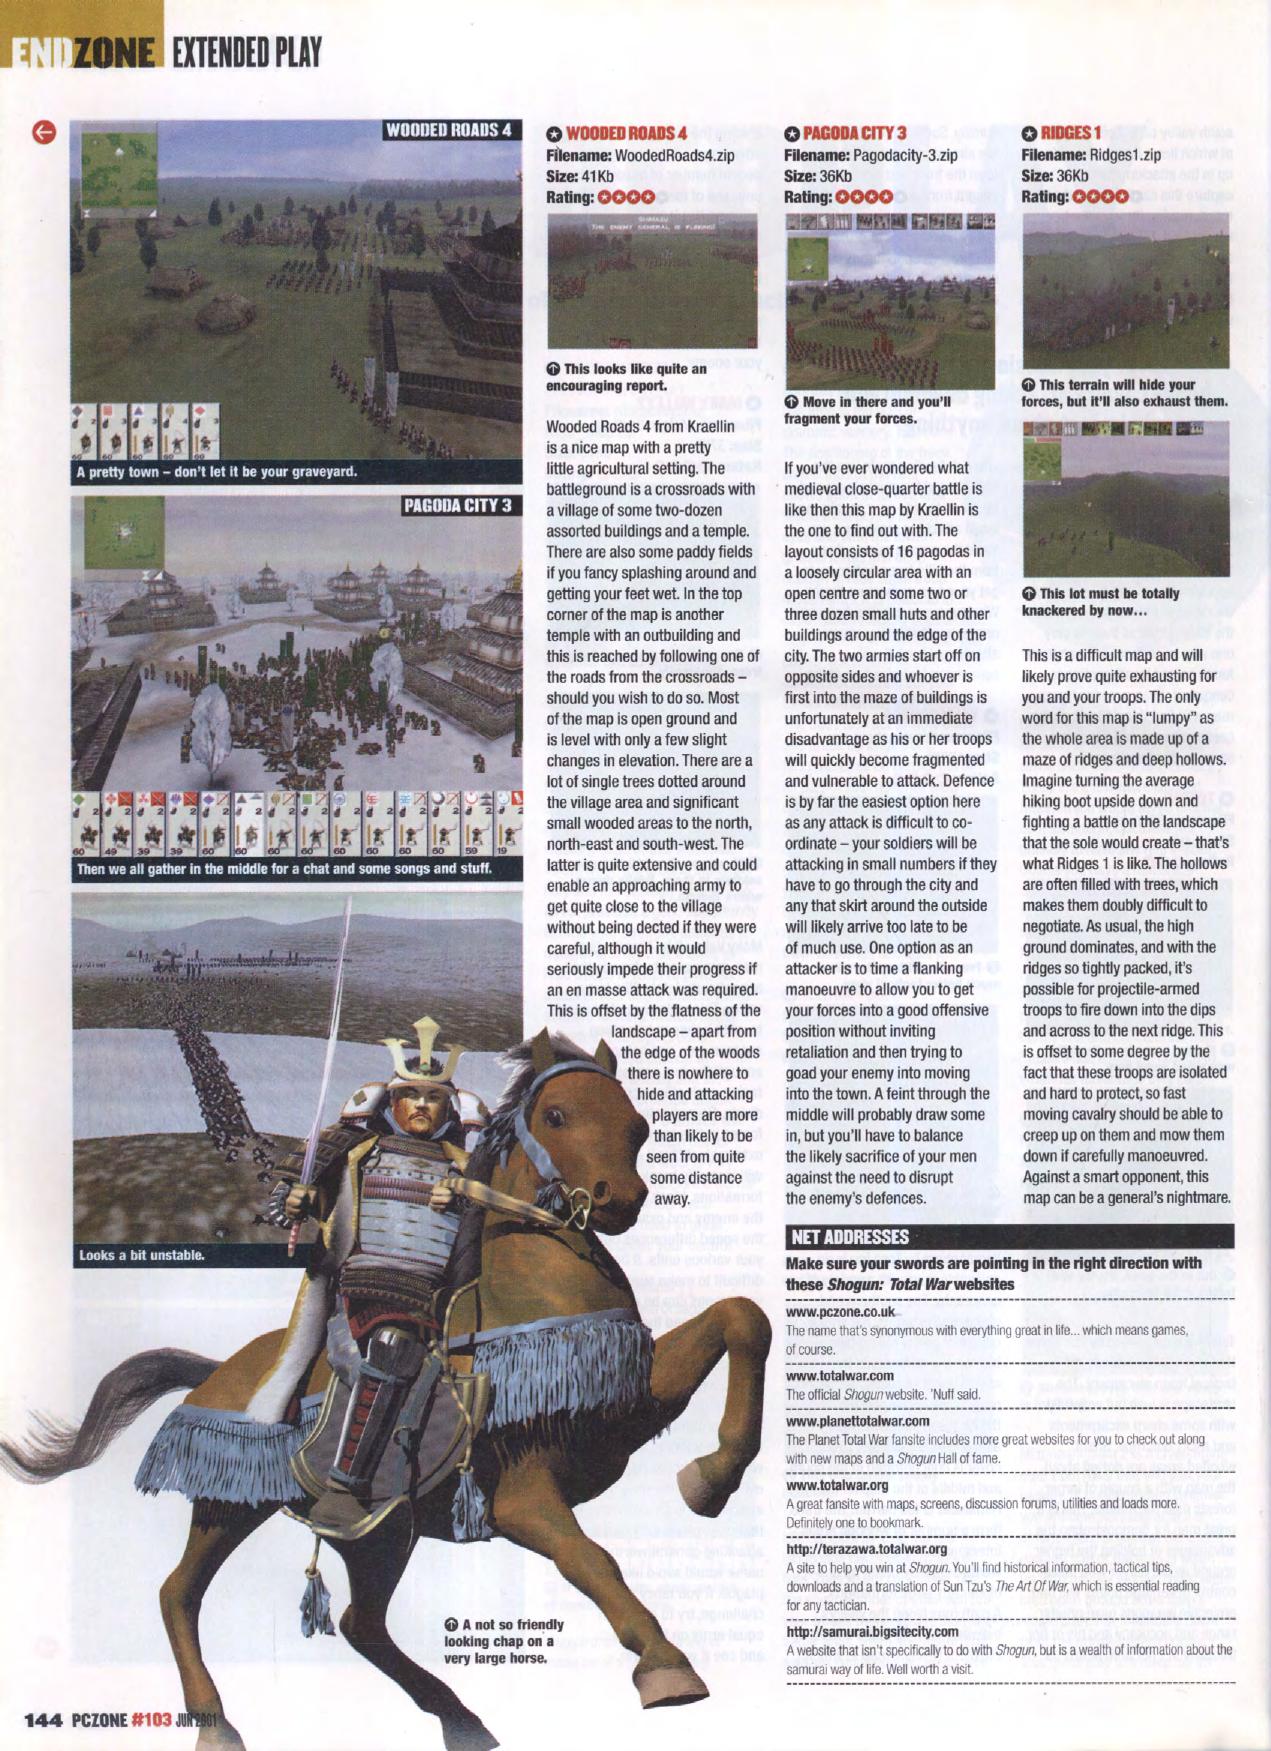 ENDZONE EXTENDED PLAY
WOODED ROADS 4
A pretty town – don't let it be your graveyard.
PAGODA CITY 3
Then we all gather in the middle for a chat and some songs and stuff.
Looks a bit unstable.
WOODED ROADS 4
Filename: WoodedRoads4.zip
Size: 41Kb
Rating:
THE ENEMY GENERAL IS FLEEING!
This looks like quite an
encouraging report.
Wooded Roads 4 from Kraellin
is a nice map with a pretty
little agricultural setting. The
battleground is a crossroads with
a village of some two-dozen
assorted buildings and a temple.
There are also some paddy fields
if you fancy splashing around and
getting your feet wet. In the top
corner of the map is another
temple with an outbuilding and
this is reached by following one of
the roads from the crossroads –
should you wish to do so. Most
of the map is open ground and
is level with only a few slight
changes in elevation. There are a
lot of single trees dotted around
the village area and significant
small wooded areas to the north,
north-east and south-west. The
latter is quite extensive and could
enable an approaching army to
get quite close to the village
without being dected if they were
careful, although it would
seriously impede their progress if
an en masse attack was required.
This is offset by the flatness of the
landscape – apart from
the edge of the woods
there is nowhere to
hide and attacking
players are more
than likely to be
seen from quite
some distance
away.
A not so friendly
looking chap on a
very large horse.
PAGODA CITY 3
Filename: Pagodacity-3.zip
Size: 36Kb
Rating:
Move in there and you'll
fragment your forces.
If you've ever wondered what
medieval close-quarter battle is
like then this map by Kraellin is
the one to find out with. The
layout consists of 16 pagodas in
a loosely circular area with an
open centre and some two or
three dozen small huts and other
buildings around the edge of the
city. The two armies start off on
opposite sides and whoever is
first into the maze of buildings is
unfortunately at an immediate
disadvantage as his or her troops
will quickly become fragmented
and vulnerable to attack. Defence
is by far the easiest option here
as any attack is difficult to co-
ordinate – your soldiers will be
attacking in small numbers if they
have to go through the city and
any that skirt around the outside
will likely arrive too late to be
of much use. One option as an
attacker is to time a flanking
manoeuvre to allow you to get
your forces into a good offensive
position without inviting
retaliation and then trying to
goad your enemy into moving
into the town. A feint through the
middle will probably draw some
in, but you'll have to balance
the likely sacrifice of your men
against the need to disrupt
the enemy's defences.
RIDGES 1
Filename: Ridges1.zip
Size: 36Kb
Rating:
This terrain will hide your
forces, but it'll also exhaust them.
This lot must be totally
knackered by now...
This is a difficult map and will
likely prove quite exhausting for
you and your troops. The only
word for this map is "lumpy" as
the whole area is made up of a
maze of ridges and deep hollows.
Imagine turning the average
hiking boot upside down and
fighting a battle on the landscape
that the sole would create – that's
what Ridges 1 is like. The hollows
are often filled with trees, which
makes them doubly difficult to
negotiate. As usual, the high
ground dominates, and with the
ridges so tightly packed, it's
possible for projectile-armed
troops to fire down into the dips
and across to the next ridge. This
is offset to some degree by the
fact that these troops are isolated
and hard to protect, so fast
moving cavalry should be able to
creep up on them and mow them
down if carefully manoeuvred.
Against a smart opponent, this
map can be a general's nightmare.
NET ADDRESSES
Make sure your swords are pointing in the right direction with
these Shogun: Total War websites
www.pczone.co.uk
The name that's synonymous with everything great in life... which means games,
of course.
www.totalwar.com
The official Shogun website. 'Nuff said.
www.planettotalwar.com
The Planet Total War fansite includes more great websites for you to check out along
with new maps and a Shogun Hall of fame.
www.totalwar.org
A great fansite with maps, screens, discussion forums, utilities and loads more.
Definitely one to bookmark.
http://terazawa.totalwar.org
A site to help you win at Shogun. You'll find historical information, tactical tips,
downloads and a translation of Sun Tzu's The Art Of War, which is essential reading
for any tactician.
http://samurai.bigsitecity.com
A website that isn't specifically to do with Shogun, but is a wealth of information about the
samurai way of life. Well worth a visit.
144 PCZONE #103 JUN 2001